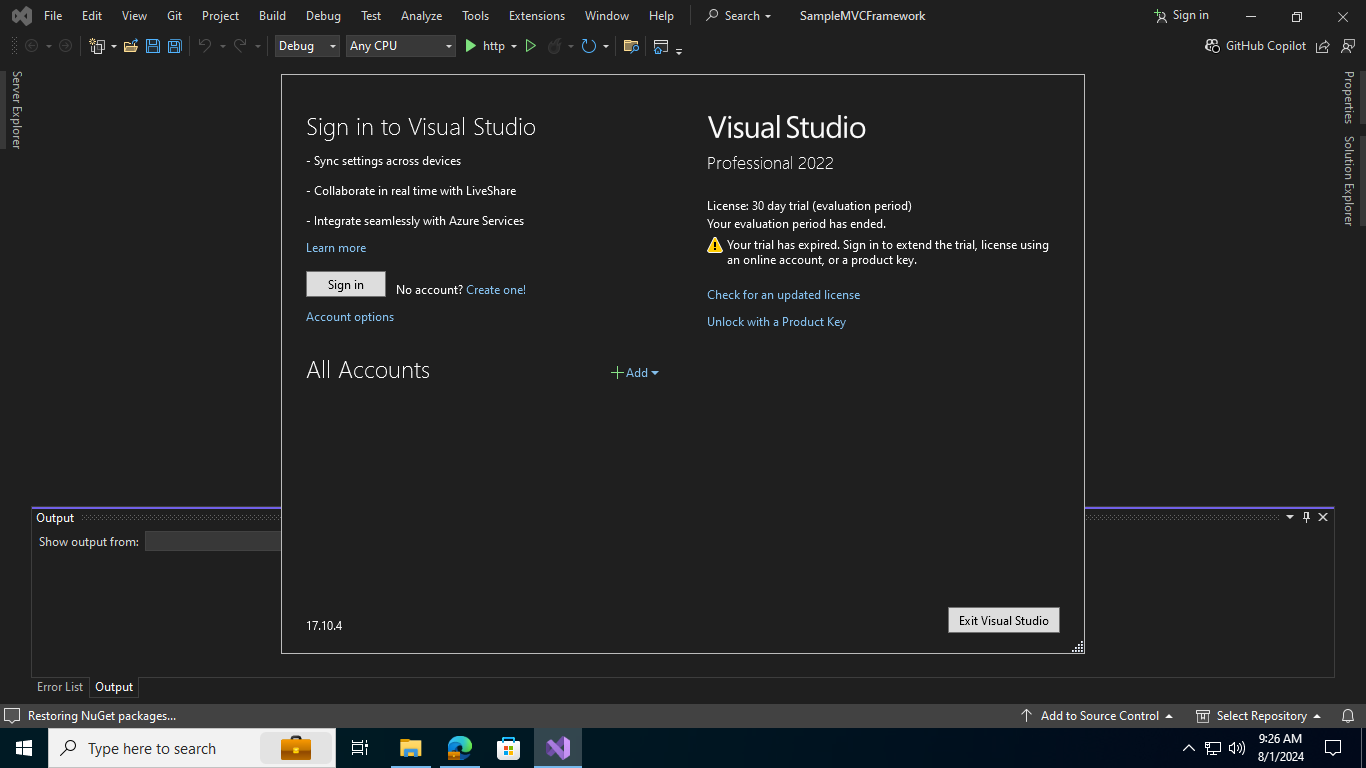 File Edit View Git Project Build Debug Test Analyze Tools Extensions Window Help Search SampleMVCFramework Sign in
Debug Any CPU http GitHub Copilot
Server Explorer
Properties
Solution Explorer
Sign in to Visual Studio
- Sync settings across devices
- Collaborate in real time with LiveShare
- Integrate seamlessly with Azure Services
Learn more
Sign in No account? Create one!
Account options
All Accounts Add
17.10.4
Visual Studio
Professional 2022
License: 30 day trial (evaluation period)
Your evaluation period has ended.
Your trial has expired. Sign in to extend the trial, license using
an online account, or a product key.
Check for an updated license
Unlock with a Product Key
Exit Visual Studio
Output
Show output from:
Error List Output
Restoring NuGet packages... Add to Source Control Select Repository
Type here to search
9:26 AM
8/1/2024